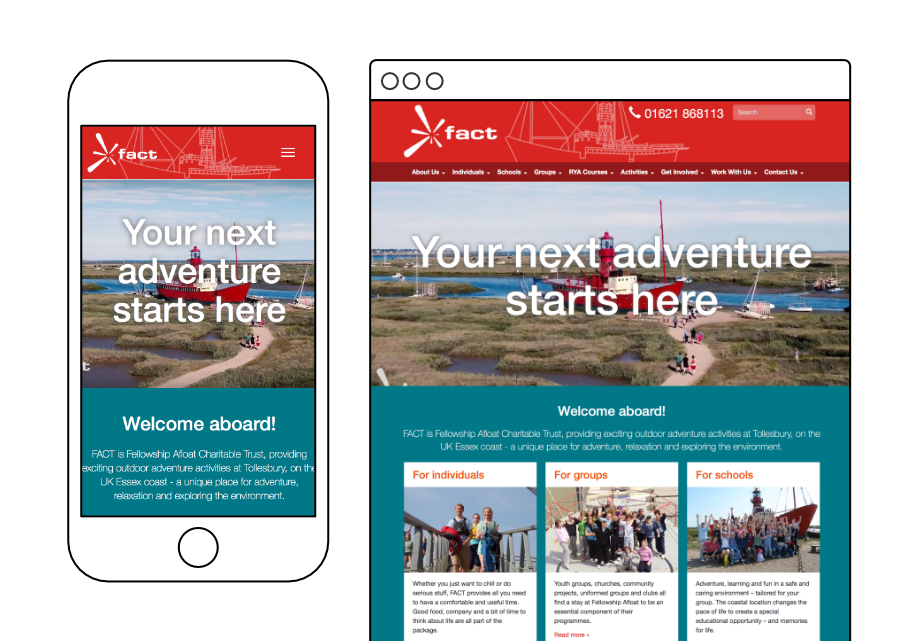 fact
Your next
adventure
starts here
t
Welcome aboard!
FACT is Fellowship Afloat Charitable Trust, providing
exciting outdoor adventure activities at Tollesbury, on the
UK Essex coast - a unique place for adventure,
relaxation and exploring the environment.
fact
01621 868113
Search
About Us
Individuals
Schools
Groups
RYA Courses
Activities
Get Involved
Work With Us
Contact Us
Your next adventure
starts here
Welcome aboard!
FACT is Fellowship Afloat Charitable Trust, providing exciting outdoor adventure activities at Tollesbury, on the
UK Essex coast - a unique place for adventure, relaxation and exploring the environment.
For individuals
Whether you just want to chill or do
serious stuff, FACT provides all you need
to have a comfortable and useful time.
Good food, company and a bit of time to
think about life are all part of the
package.
For groups
Youth groups, churches, community
projects, uniformed groups and clubs all
find a stay at Fellowship Afloat to be an
essential component of their
programmes.
Read more »
For schools
Adventure, learning and fun in a safe and
caring environment – tailored for your
group. The coastal location changes the
pace of life to create a special
educational opportunity – and memories
for life.